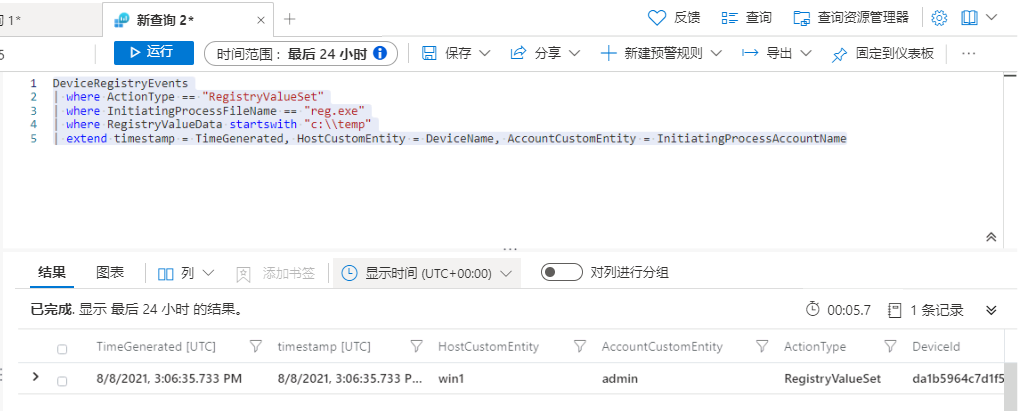 1*
新查询 2* ×
反馈 查询 查询资源管理器
运行 时间范围： 最后 24 小时 保存 分享 新建预警规则 导出 固定到仪表板 ...
1 DeviceRegistryEvents
2 | where ActionType == "RegistryValueSet"
3 | where InitiatingProcessFileName == "reg.exe"
4 | where RegistryValueData startswith "c:\\temp"
5 | extend timestamp = TimeGenerated, HostCustomEntity = DeviceName, AccountCustomEntity = InitiatingProcessAccountName
结果 图表 列 添加书签 显示时间 (UTC+00:00) 对列进行分组
已完成. 显示 最后 24 小时 的结果。 00:05.7 1 条记录
TimeGenerated [UTC] timestamp [UTC] HostCustomEntity AccountCustomEntity ActionType DeviceId
8/8/2021, 3:06:35.733 PM 8/8/2021, 3:06:35.733 P... win1 admin RegistryValueSet da1b5964c7d1f5